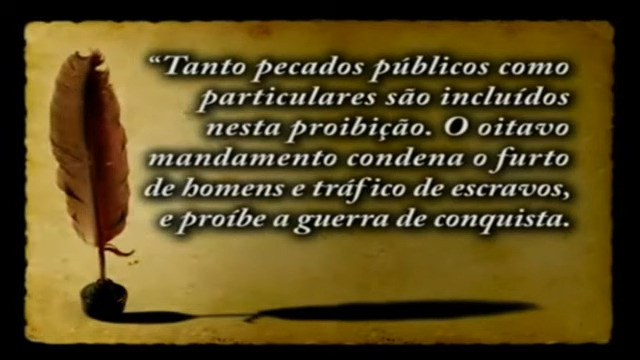 “Tanto pecados públicos como
particulares são incluídos
nesta proibição. O oitavo
mandamento condena o furto
de homens e tráfico de escravos,
e proíbe a guerra de conquista.